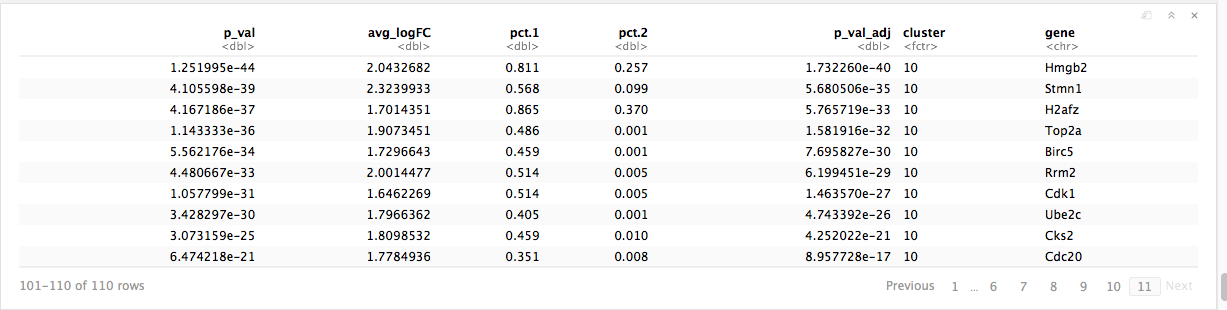 p_val avg_logFC pct.1 pct.2 p_val_adj cluster gene
<dbl> <dbl> <dbl> <dbl> <dbl> <fctr> <chr>
1.251995e-44 2.0432682 0.811 0.257 1.732260e-40 10 Hmgb2
4.105598e-39 2.3239933 0.568 0.099 5.680506e-35 10 Stmn1
4.167186e-37 1.7014351 0.865 0.370 5.765719e-33 10 H2afz
1.143333e-36 1.9073451 0.486 0.001 1.581916e-32 10 Top2a
5.562176e-34 1.7296643 0.459 0.001 7.695827e-30 10 Birc5
4.480667e-33 2.0014477 0.514 0.005 6.199451e-29 10 Rrm2
1.057799e-31 1.6462269 0.514 0.005 1.463570e-27 10 Cdk1
3.428297e-30 1.7966362 0.405 0.001 4.743392e-26 10 Ube2c
3.073159e-25 1.8098532 0.459 0.010 4.252022e-21 10 Cks2
6.474218e-21 1.7784936 0.351 0.008 8.957728e-17 10 Cdc20
101-110 of 110 rows Previous 1 ... 6 7 8 9 10 11 Next